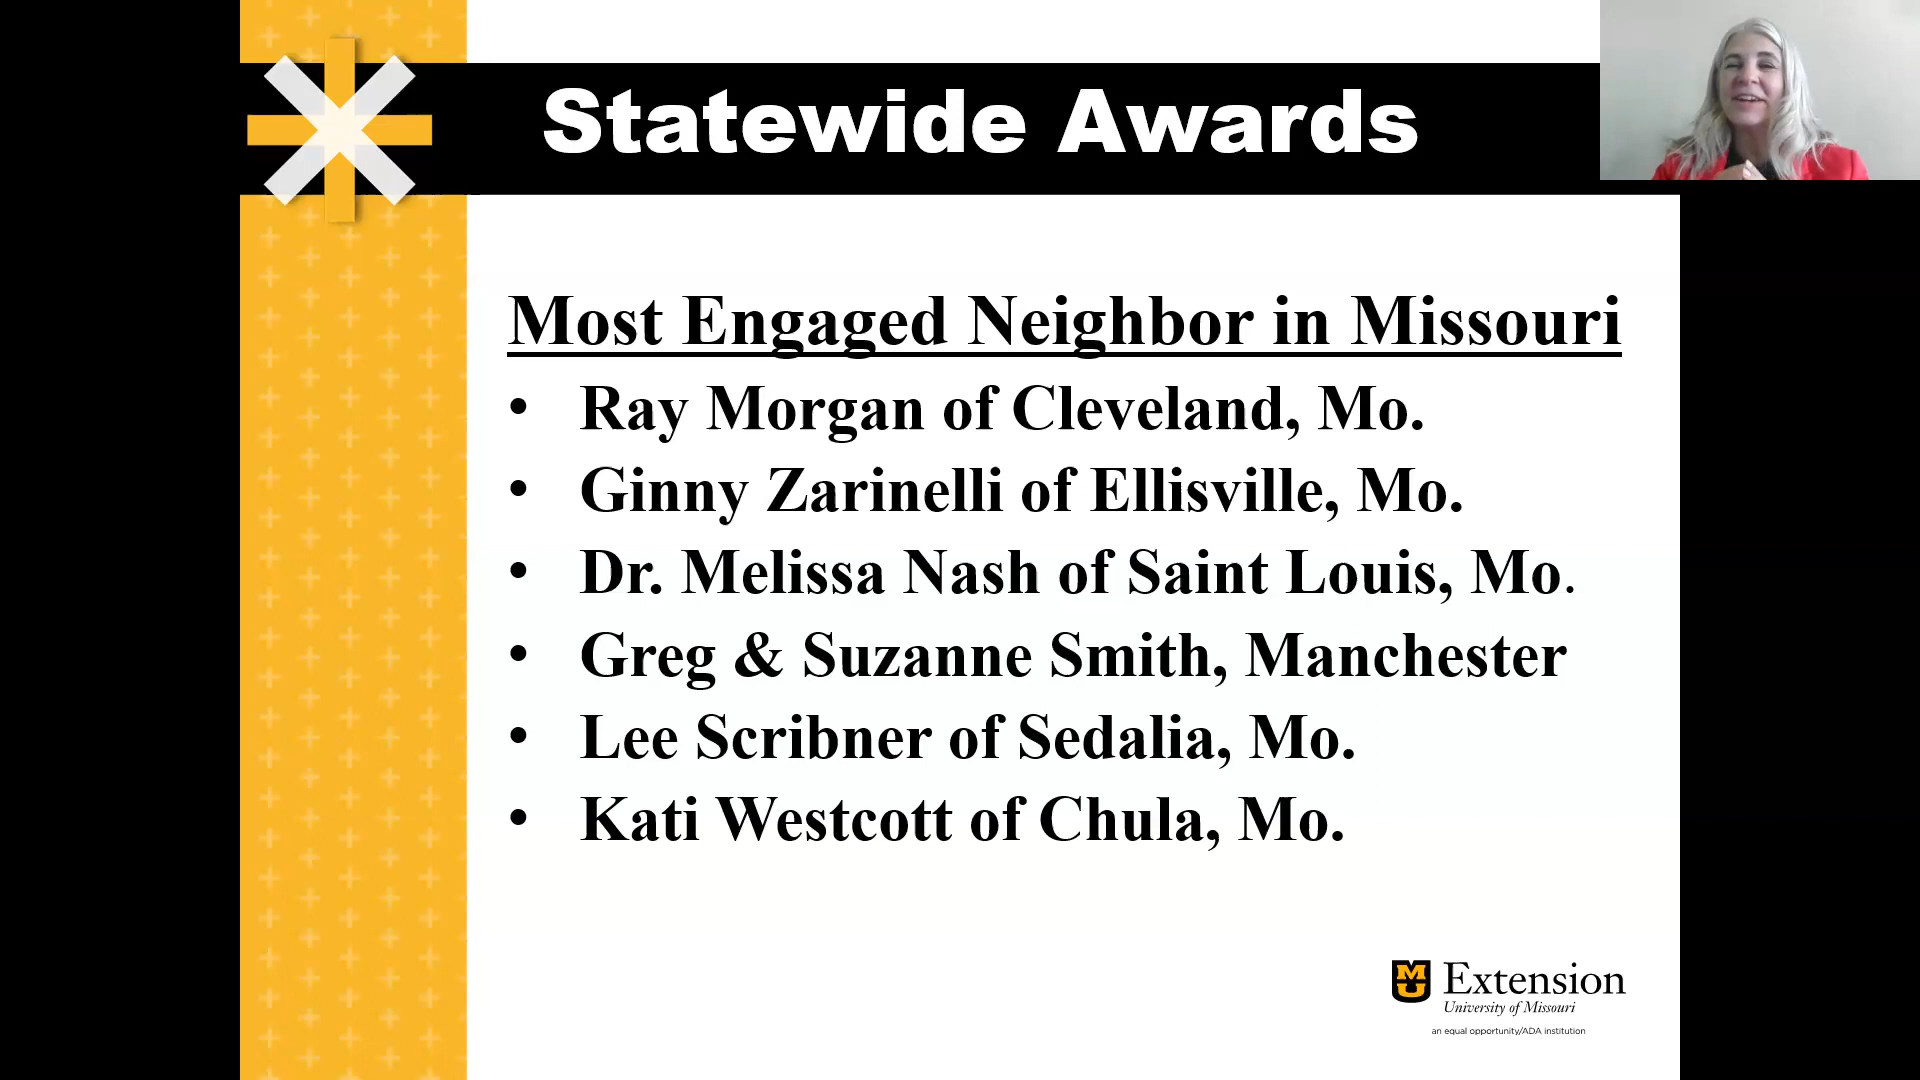 Statewide Awards
Most Engaged Neighbor in Missouri
• Ray Morgan of Cleveland, Mo.
• Ginny Zarinelli of Ellisville, Mo.
• Dr. Melissa Nash of Saint Louis, Mo.
• Greg & Suzanne Smith, Manchester
• Lee Scribner of Sedalia, Mo.
• Kati Westcott of Chula, Mo.
MU Extension
University of Missouri
an equal opportunity/ADA institution